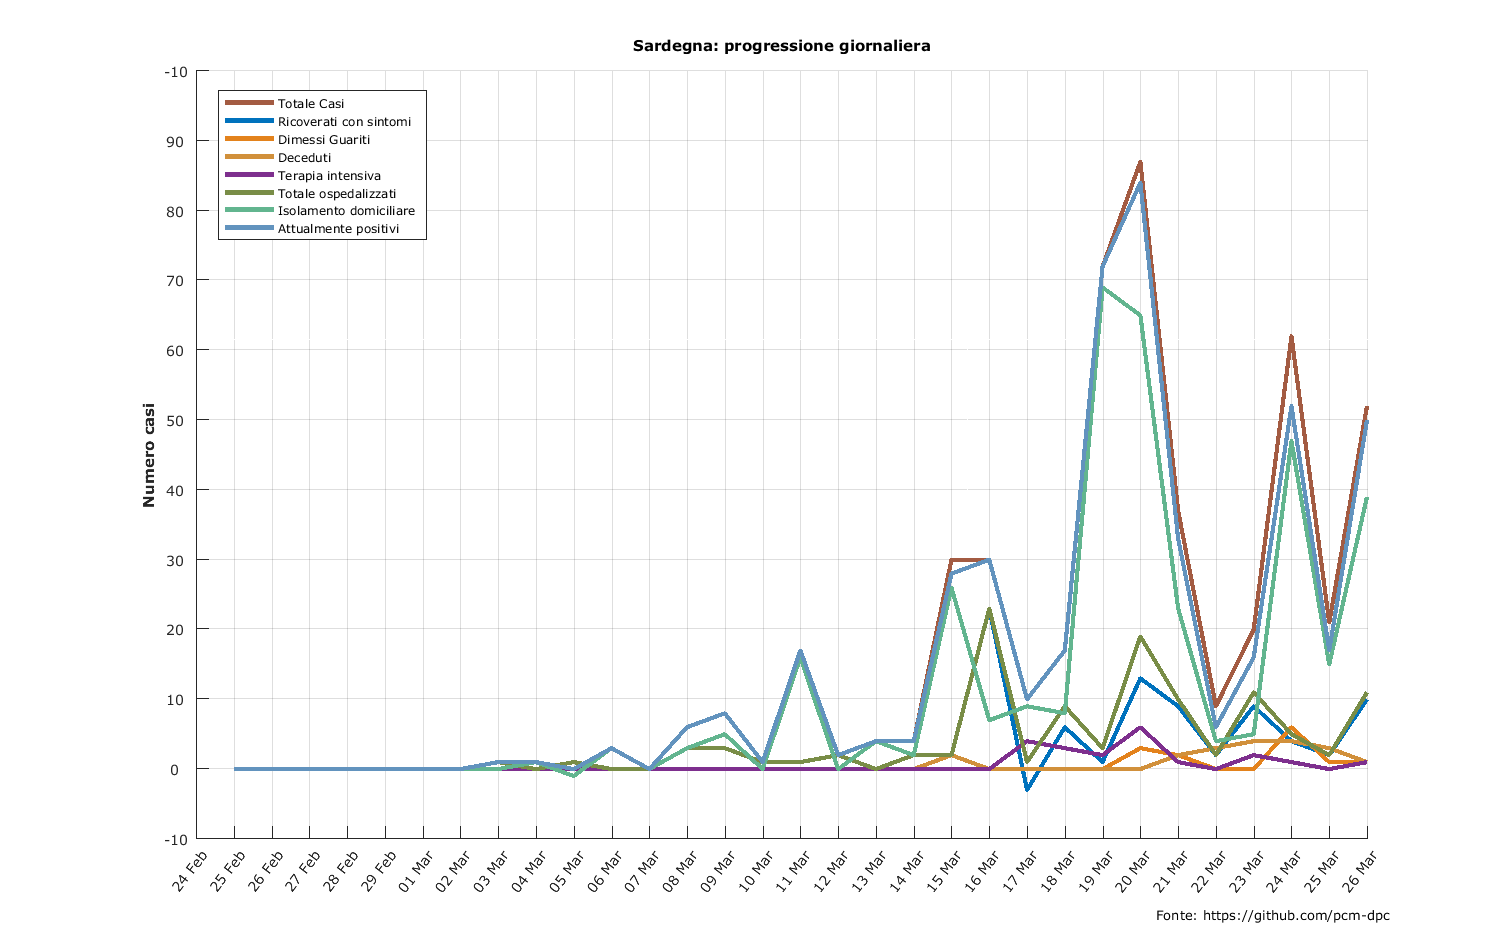 Sardegna: progressione giornaliera
-10
90
80
70
60
50
40
30
20
10
0
-10
Numero casi
Totale Casi
Ricoverati con sintomi
Dimessi Guariti
Deceduti
Terapia intensiva
Totale ospedalizzati
Isolamento domiciliare
Attualmente positivi
24 Feb
25 Feb
26 Feb
27 Feb
28 Feb
29 Feb
01 Mar
02 Mar
03 Mar
04 Mar
05 Mar
06 Mar
07 Mar
08 Mar
09 Mar
10 Mar
11 Mar
12 Mar
13 Mar
14 Mar
15 Mar
16 Mar
17 Mar
18 Mar
19 Mar
20 Mar
21 Mar
22 Mar
23 Mar
24 Mar
25 Mar
26 Mar
Fonte: https://github.com/pcm-dpc